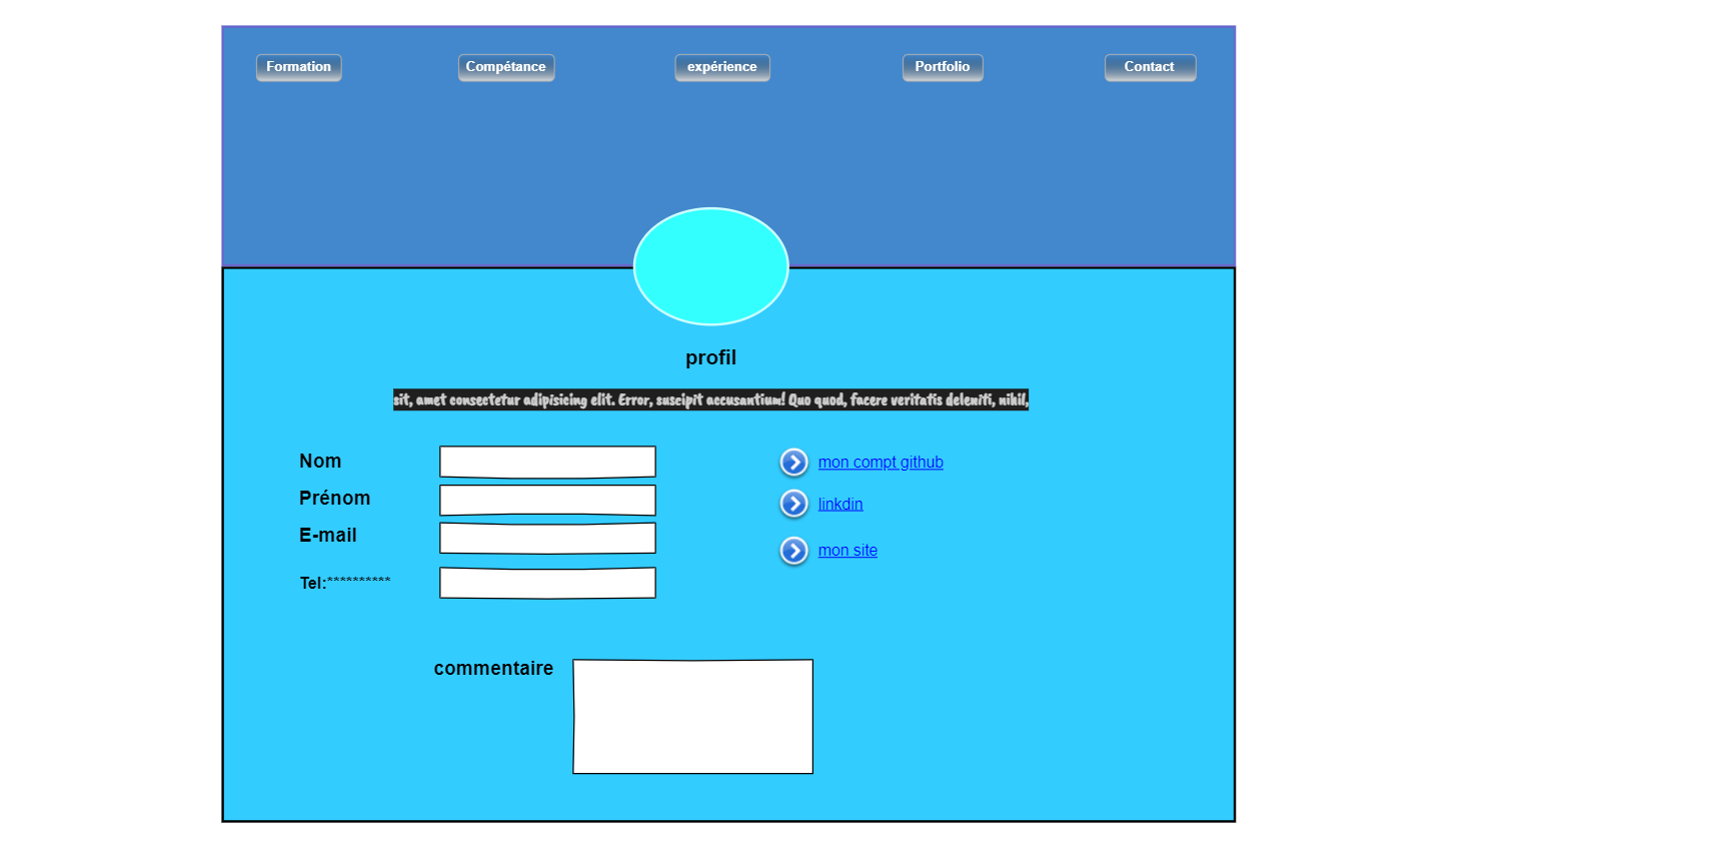 Formation
Compétance
expérience
Portfolio
Contact
profil
sit, amet consectetur adipisicing elit. Error, suscipit accusantium! Quo quod, facere veritatis deleniti, nihil,
Nom
mon compt github
Prénom
linkdin
E-mail
mon site
Tel:**********
commentaire